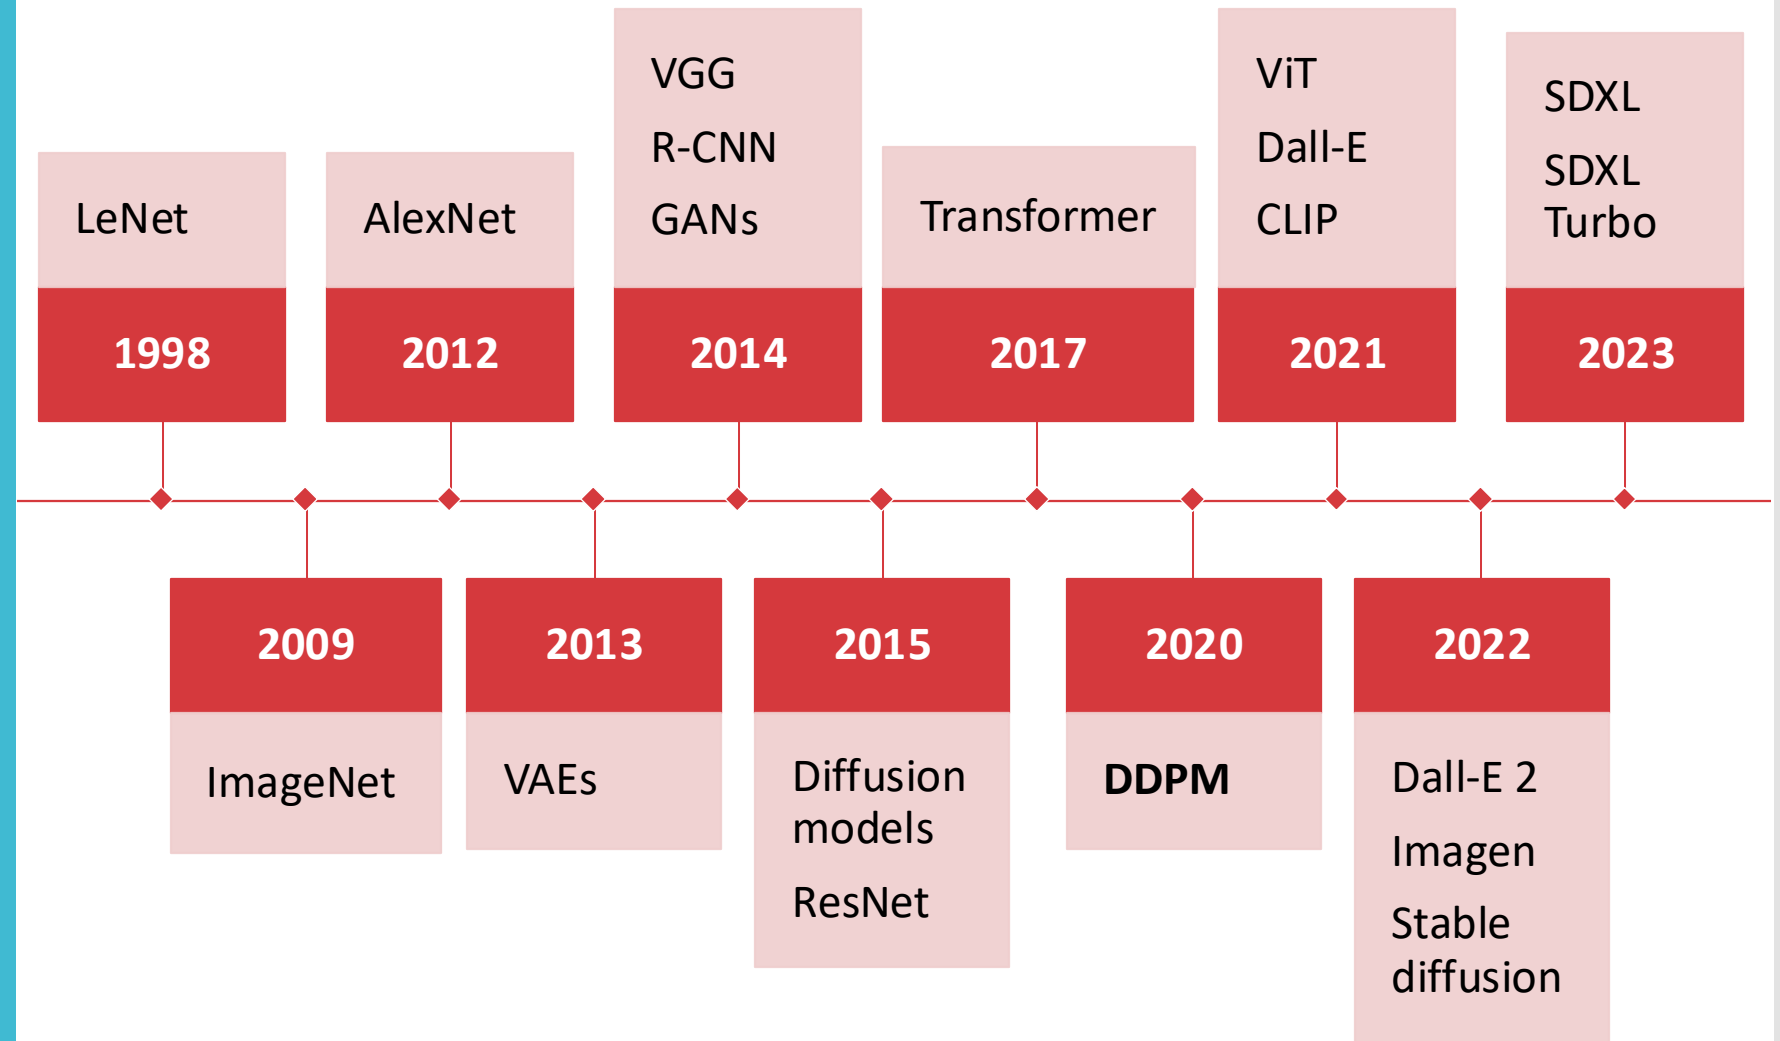 LeNet
1998
AlexNet
2012
VGG
R-CNN
GANs
2014
Transformer
2017
ViT
Dall-E
CLIP
2021
SDXL
SDXL
Turbo
2023
2009
ImageNet
2013
VAEs
2015
Diffusion
models
ResNet
2020
DDPM
2022
Dall-E 2
Imagen
Stable
diffusion